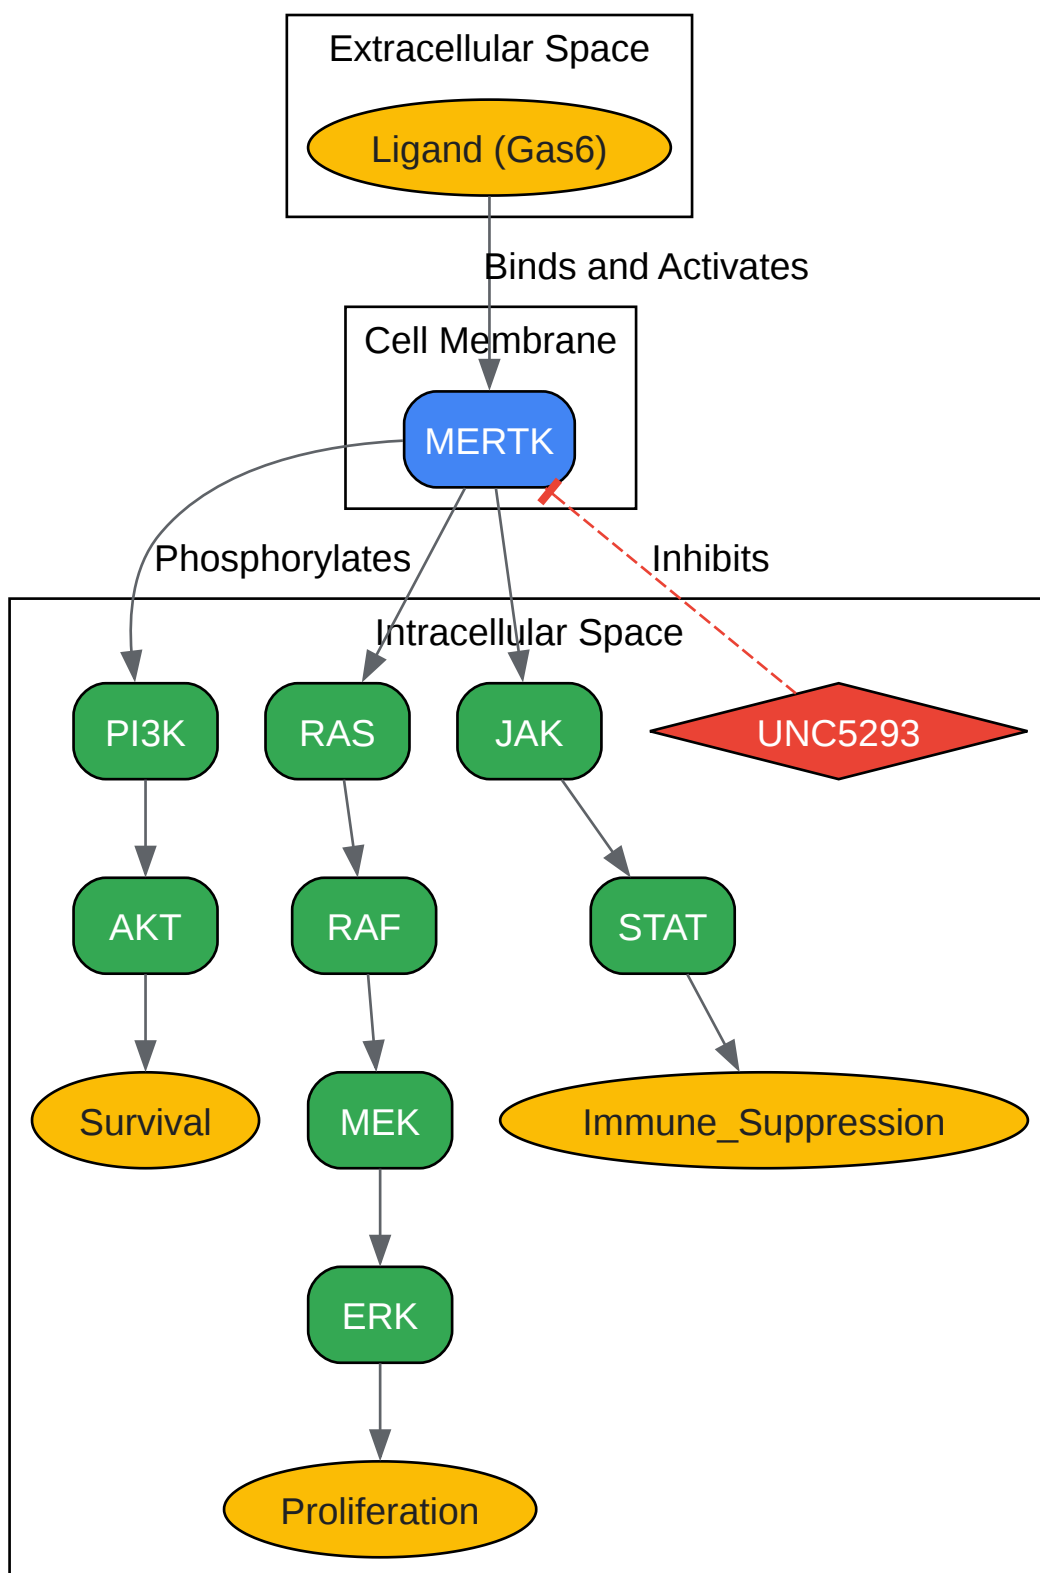 Extracellular Space
Ligand (Gas6)
Binds and Activates
Cell Membrane
MERTK
Phosphorylates
Inhibits
Intracellular Space
PI3K
RAS
JAK
UNC5293
AKT
RAF
STAT
Survival
MEK
Immune_Suppression
ERK
Proliferation